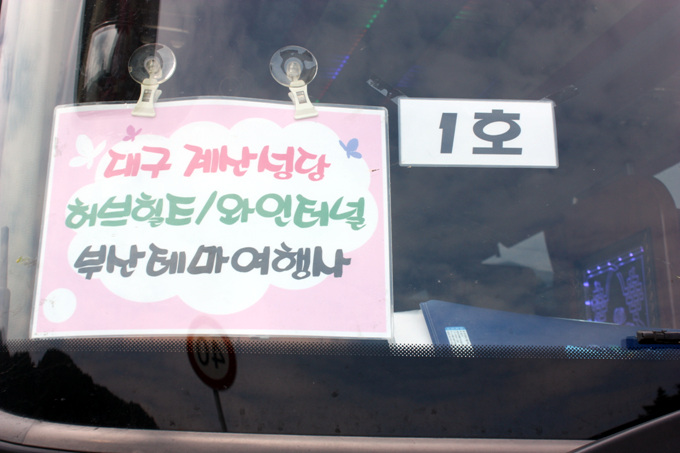 대구 계산성당
허브힐드/와인터널
부산테마여행사
1호
40